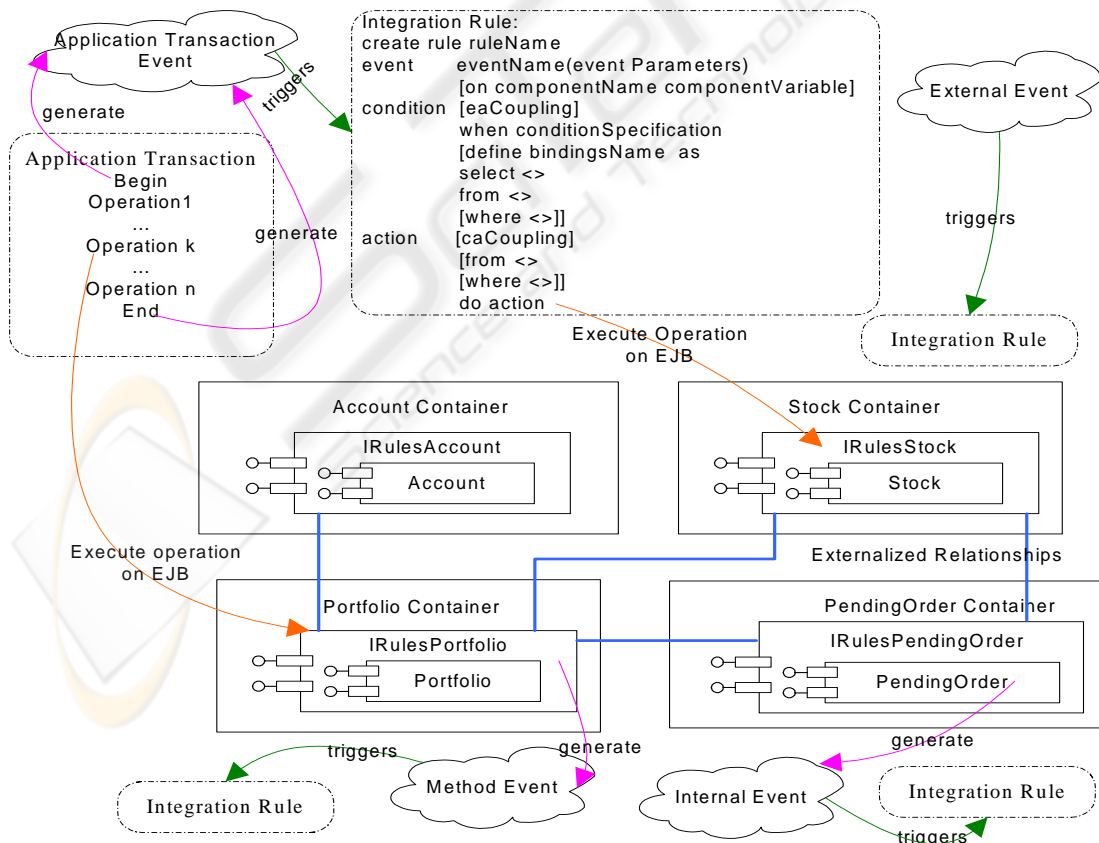 Application Transaction
Event
triggers
generate
Application Transaction
Begin
Operation1
...
Operation k
...
Operation n
End
generate
Integration Rule:
create rule ruleName
event eventName(event Parameters)
[on componentName componentVariable]
condition [eaCoupling]
when conditionSpecification
[define bindingsName as
select <>
from <>
[where <>]]
action [caCoupling]
[from <>
[where <>]]
do action
External Event
triggers
Integration Rule
Execute Operation
on EJB
Account Container
IRulesAccount
Account
Stock Container
IRulesStock
Stock
Execute operation
on EJB
Externalized Relationships
Portfolio Container
IRulesPortfolio
Portfolio
PendingOrder Container
IRulesPendingOrder
PendingOrder
generate
generate
triggers
Method Event
Integration Rule
Internal Event
Integration Rule
triggers